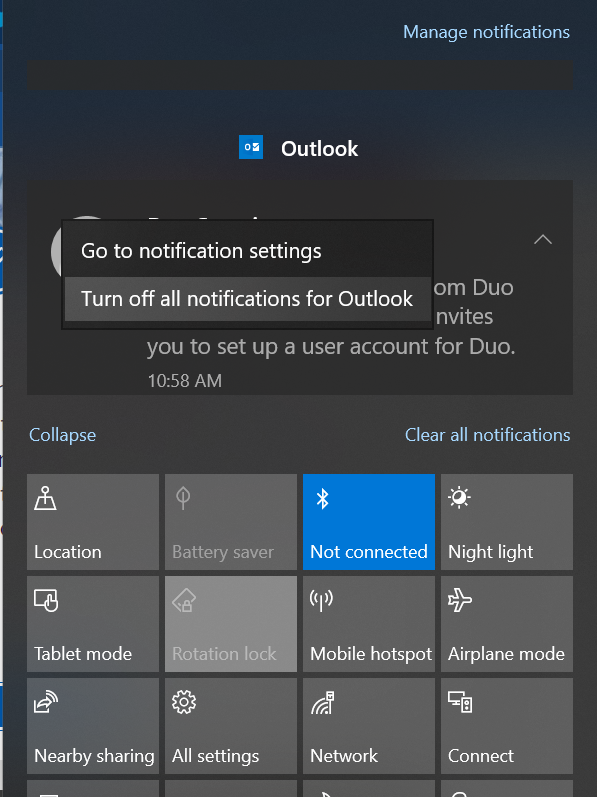 Manage notifications
Outlook
Go to notification settings
Turn off all notifications for Outlook
om Duo
nvites
you to set up a user account for Duo.
10:58 AM
Collapse
Clear all notifications
Location
Battery saver
Not connected
Night light
Tablet mode
Rotation lock
Mobile hotspot
Airplane mode
Nearby sharing
All settings
Network
Connect